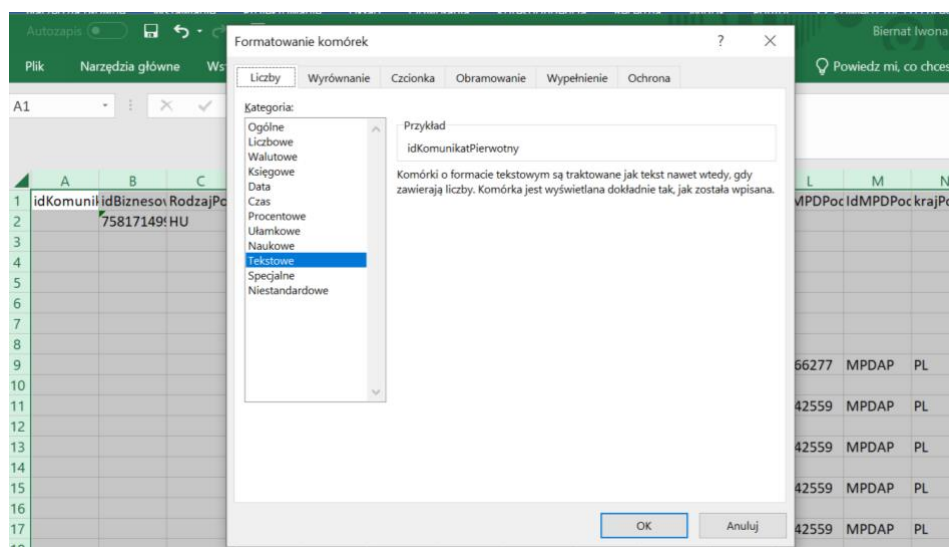 Autozapis
Biernat Iwona
Formatowanie komórek
Plik Narzędzia główne
Powiedz mi, co chces
Liczby Wyrównanie Czcionka Obramowanie Wypełnienie Ochrona
A1
Kategoria:
Ogólne
Liczbowe
Walutowe
Księgowe
Data
Czas
Procentowe
Ułamkowe
Naukowe
Tekstowe
Specjalne
Niestandardowe
Przykład
idKomunikatPierwotny
Komórki o formacie tekstowym są traktowane jak tekst nawet wtedy, gdy
zawierają liczby. Komórka jest wyświetlana dokładnie tak, jak została wpisana.
A B C L M N
1 idKomuni idBiznesov RodzajPo MPDPoc IdMPDPoc krajPo
2 75817149 HU
3
4
5
6
7
8
9 66277 MPDAP PL
10
11 42559 MPDAP PL
12
13 42559 MPDAP PL
14
15 42559 MPDAP PL
16
17 42559 MPDAP PL
OK Anuluj